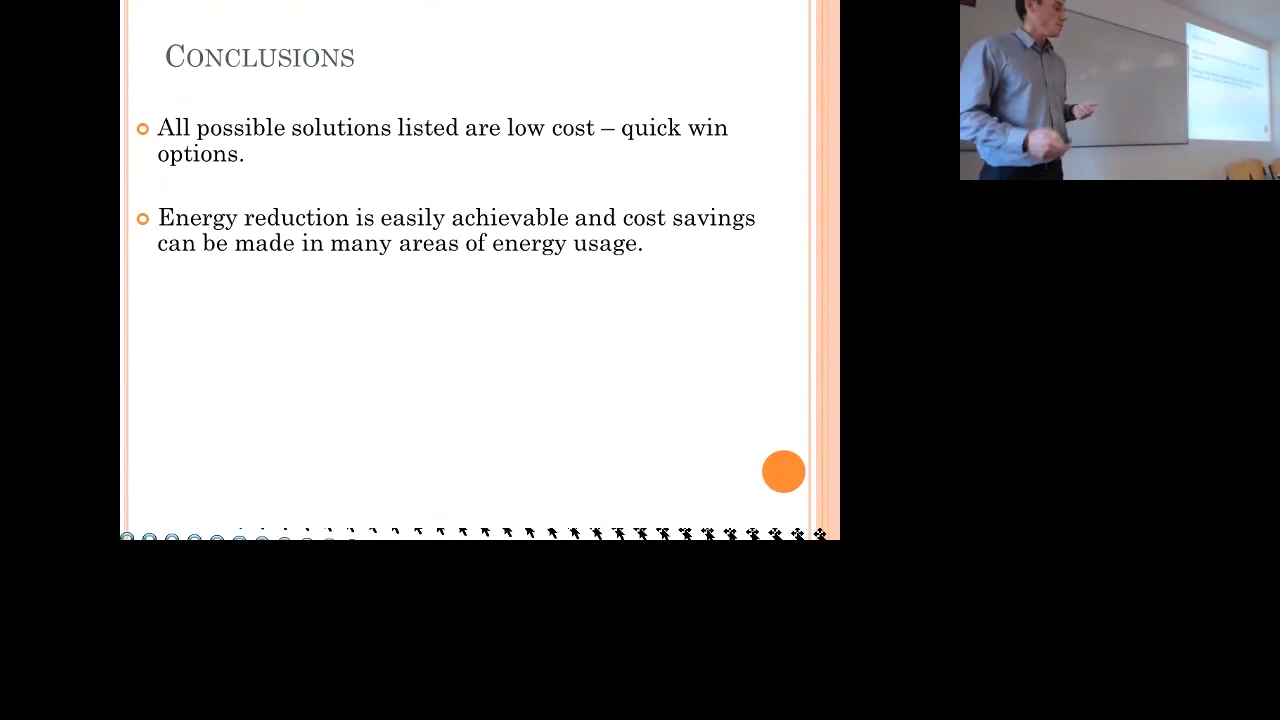 CONCLUSIONS
All possible solutions listed are low cost – quick win
options.
Energy reduction is easily achievable and cost savings
can be made in many areas of energy usage.